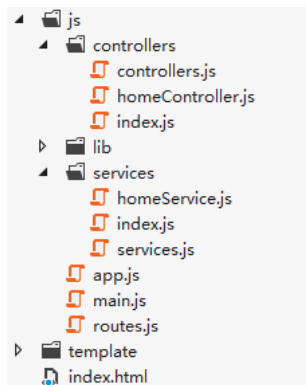 js
controllers
controllers.js
homeController.js
index.js
lib
services
homeService.js
index.js
services.js
app.js
main.js
routes.js
template
index.html